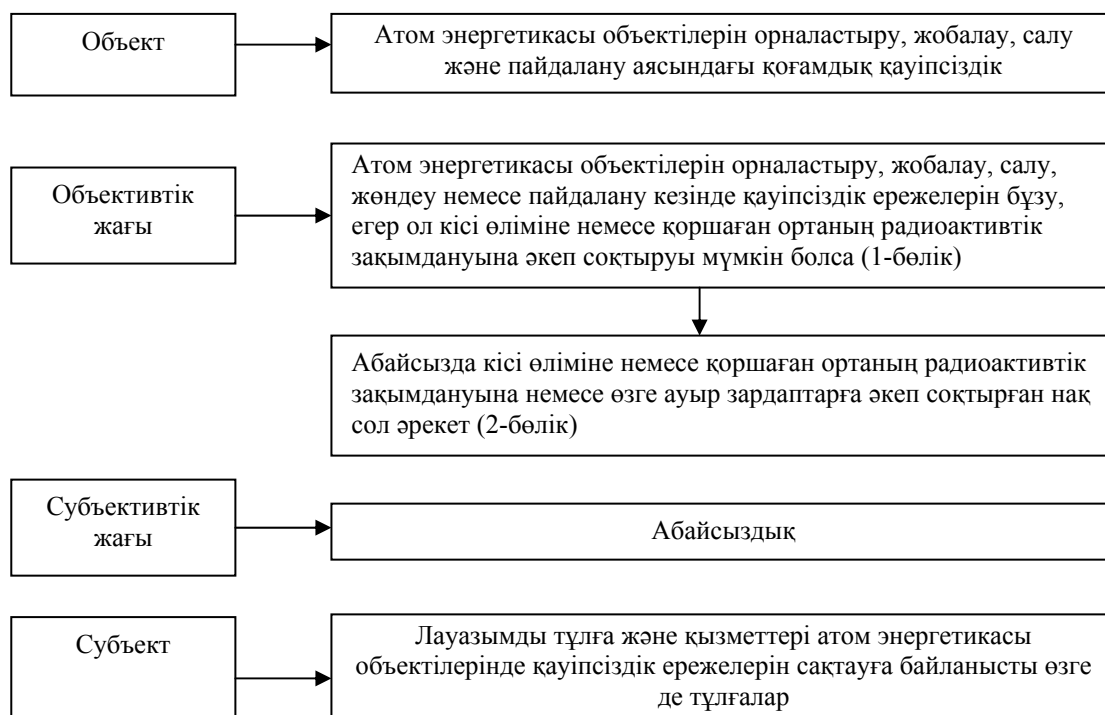 Объект
Атом энергетикасы объектілерін орналастыру, жобалау, салу
және пайдалану аясындағы қоғамдық қауіпсіздік
Объективтік
жағы
Атом энергетикасы объектілерін орналастыру, жобалау, салу,
жөндеу немесе пайдалану кезінде қауіпсіздік ережелерін бұзу,
егер ол кісі өліміне немесе қоршаған ортаның радиоактивтік
зақымдануына әкеп соқтыруы мүмкін болса (1-бөлік)
Абайсызда кісі өліміне немесе қоршаған ортаның радиоактивтік
зақымдануына немесе өзге ауыр зардаптарға әкеп соқтырған нақ
сол әрекет (2-бөлік)
Субъективтік
жағы
Абайсыздық
Субъект
Лауазымды тұлға және қызметтері атом энергетикасы
объектілерінде қауіпсіздік ережелерін сақтауға байланысты өзге
де тұлғалар